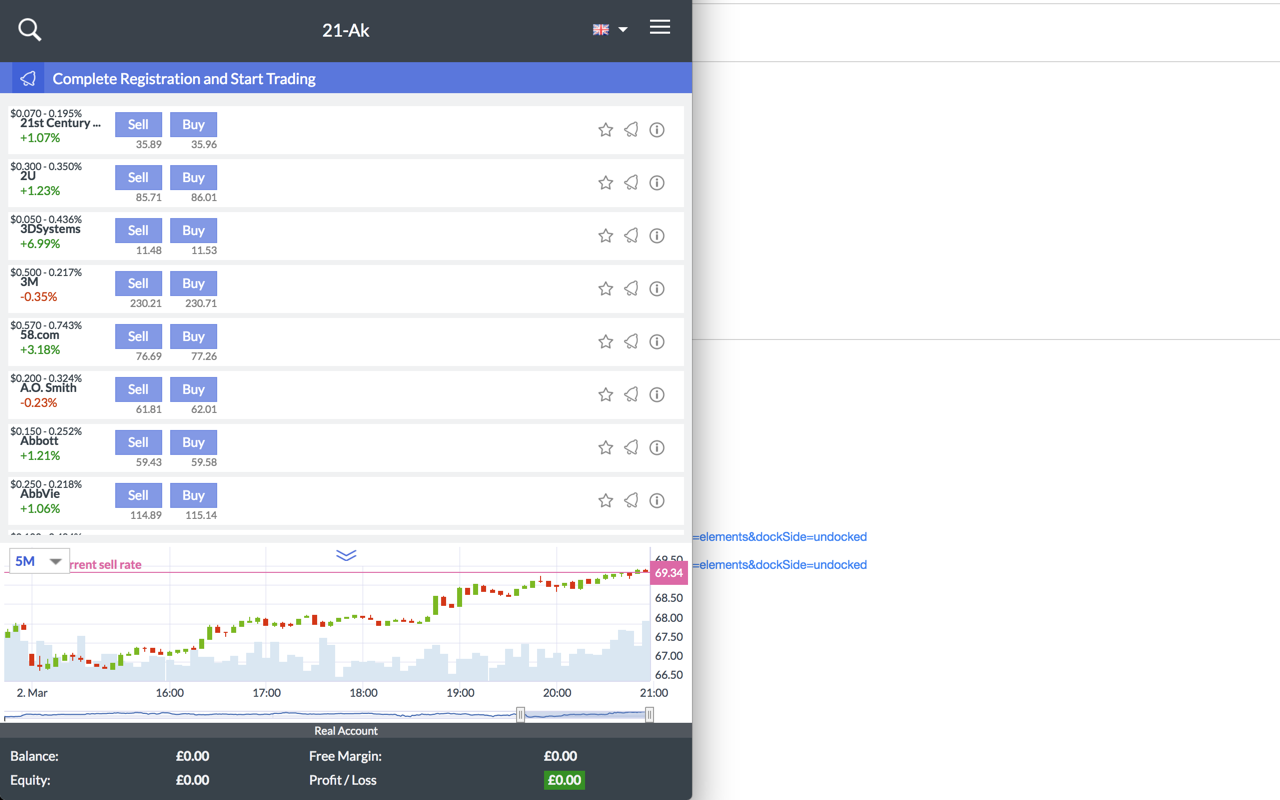 21-Ak
Complete Registration and Start Trading
$0.070 - 0.195%
21st Century ...
+1.07%
Sell Buy
35.89 35.96
$0.300 - 0.350%
2U
+1.23%
Sell Buy
85.71 86.01
$0.050 - 0.436%
3DSystems
+6.99%
Sell Buy
11.48 11.53
$0.500 - 0.217%
3M
-0.35%
Sell Buy
230.21 230.71
$0.570 - 0.743%
58.com
+3.18%
Sell Buy
76.69 77.26
$0.200 - 0.324%
A.O. Smith
-0.23%
Sell Buy
61.81 62.01
$0.150 - 0.252%
Abbott
+1.21%
Sell Buy
59.43 59.58
$0.250 - 0.218%
AbbVie
+1.06%
Sell Buy
114.89 115.14
=elements&dockSide=undocked
=elements&dockSide=undocked
5M
rrent sell rate
69.50
69.34
68.50
68.00
67.50
67.00
66.50
2. Mar 16:00 17:00 18:00 19:00 20:00 21:00
Real Account
Balance: £0.00 Free Margin: £0.00
Equity: £0.00 Profit / Loss £0.00